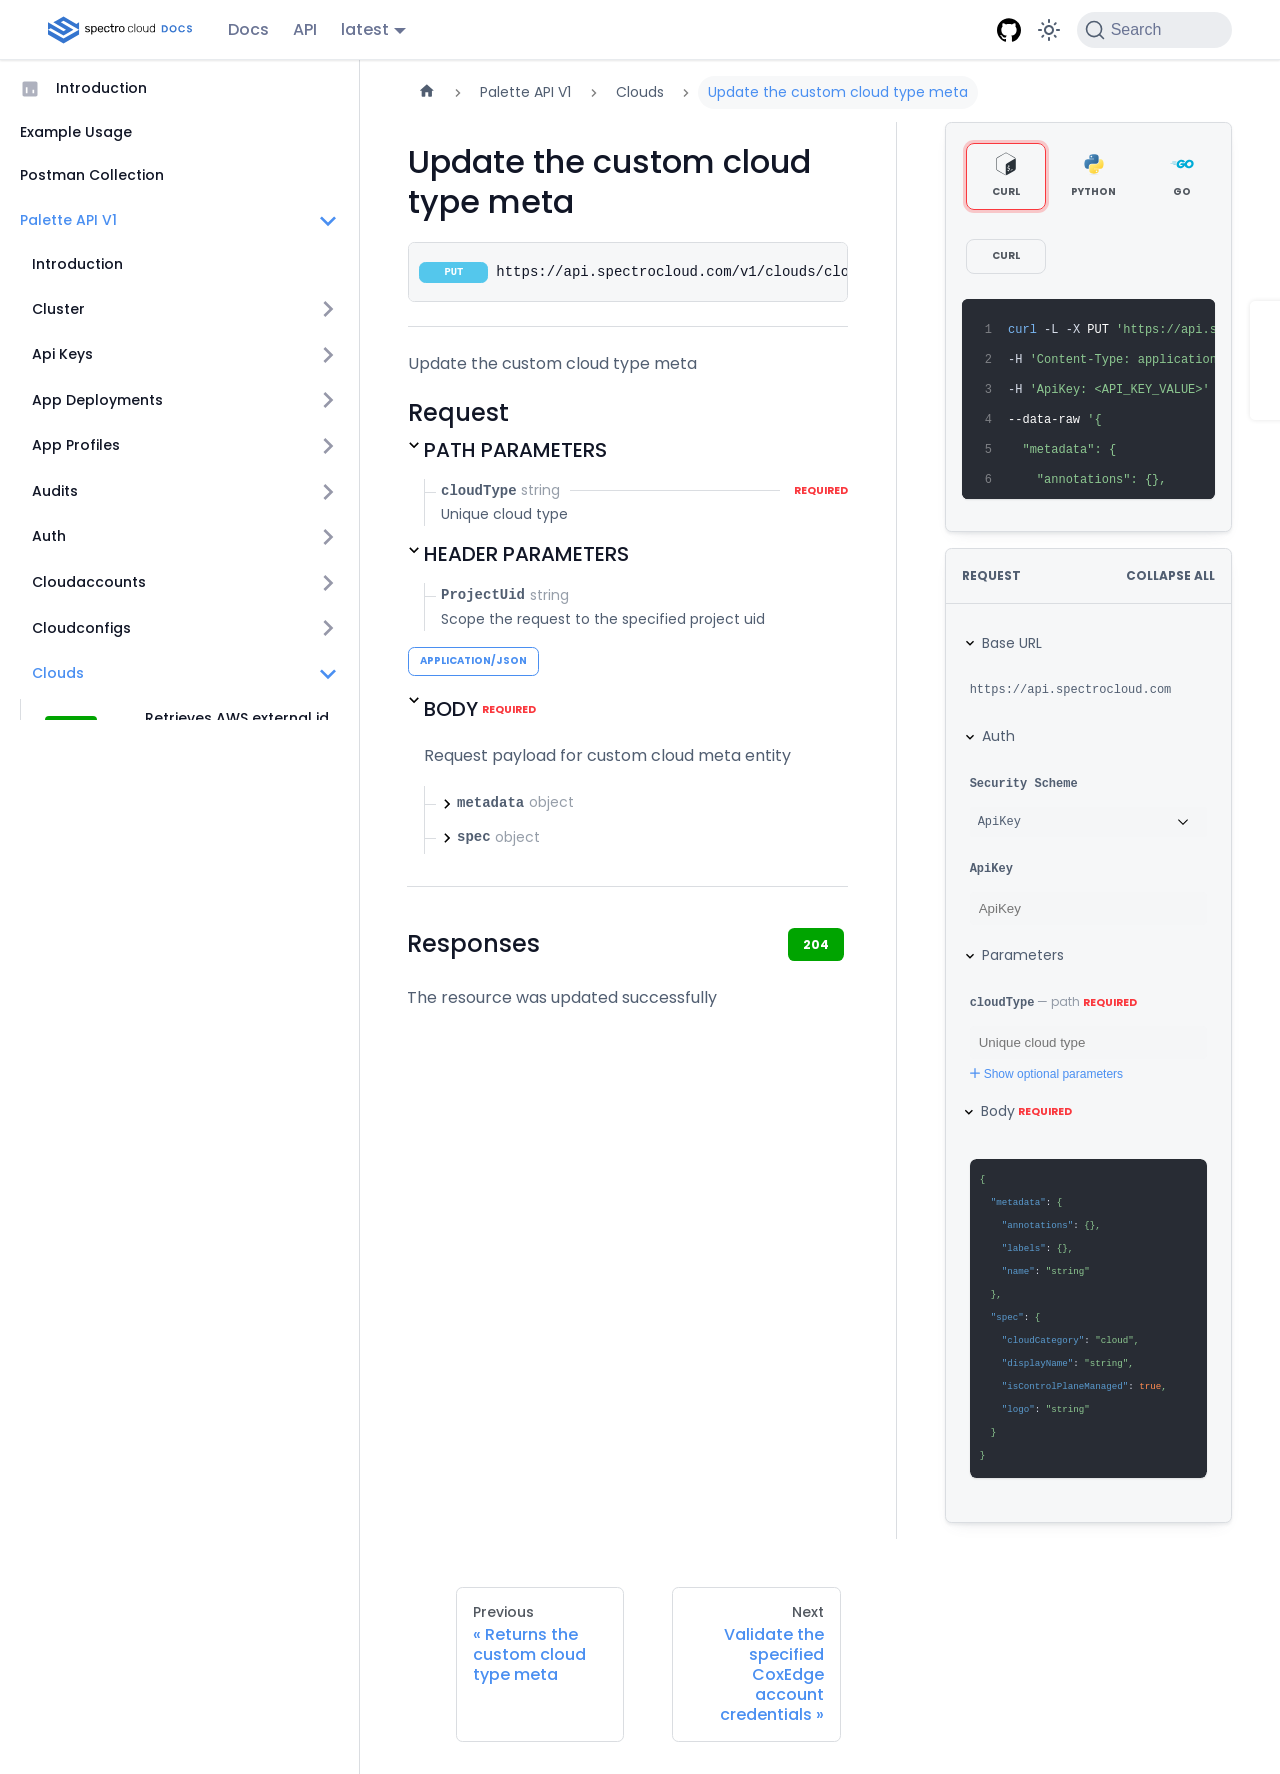 spectro cloud DOCS
Docs
API
latest
Search
Introduction
Example Usage
Postman Collection
Palette API V1
Introduction
Cluster
Api Keys
App Deployments
App Profiles
Audits
Auth
Cloudaccounts
Cloudconfigs
Clouds
Retrieves AWS external id
Palette API V1
Clouds
Update the custom cloud type meta
Update the custom cloud
type meta
PUT
https://api.spectrocloud.com/v1/clouds/clo
Update the custom cloud type meta
Request
PATH PARAMETERS
cloudType string
REQUIRED
Unique cloud type
HEADER PARAMETERS
ProjectUid string
Scope the request to the specified project uid
APPLICATION/JSON
BODY REQUIRED
Request payload for custom cloud meta entity
metadata object
spec object
Responses
204
The resource was updated successfully
CURL
PYTHON
GO
CURL
1 curl -L -X PUT 'https://api.s
2 -H 'Content-Type: application
3 -H 'ApiKey: <API_KEY_VALUE>'
4 --data-raw '{
5 "metadata": {
6 "annotations": {},
REQUEST
COLLAPSE ALL
Base URL
https://api.spectrocloud.com
Auth
Security Scheme
ApiKey
ApiKey
ApiKey
Parameters
cloudType — path REQUIRED
Unique cloud type
Show optional parameters
Body REQUIRED
{
"metadata": {
"annotations": {},
"labels": {},
"name": "string"
},
"spec": {
"cloudCategory": "cloud",
"displayName": "string",
"isControlPlaneManaged": true,
"logo": "string"
}
}
Previous
« Returns the
custom cloud
type meta
Next
Validate the
specified
CoxEdge
account
credentials »